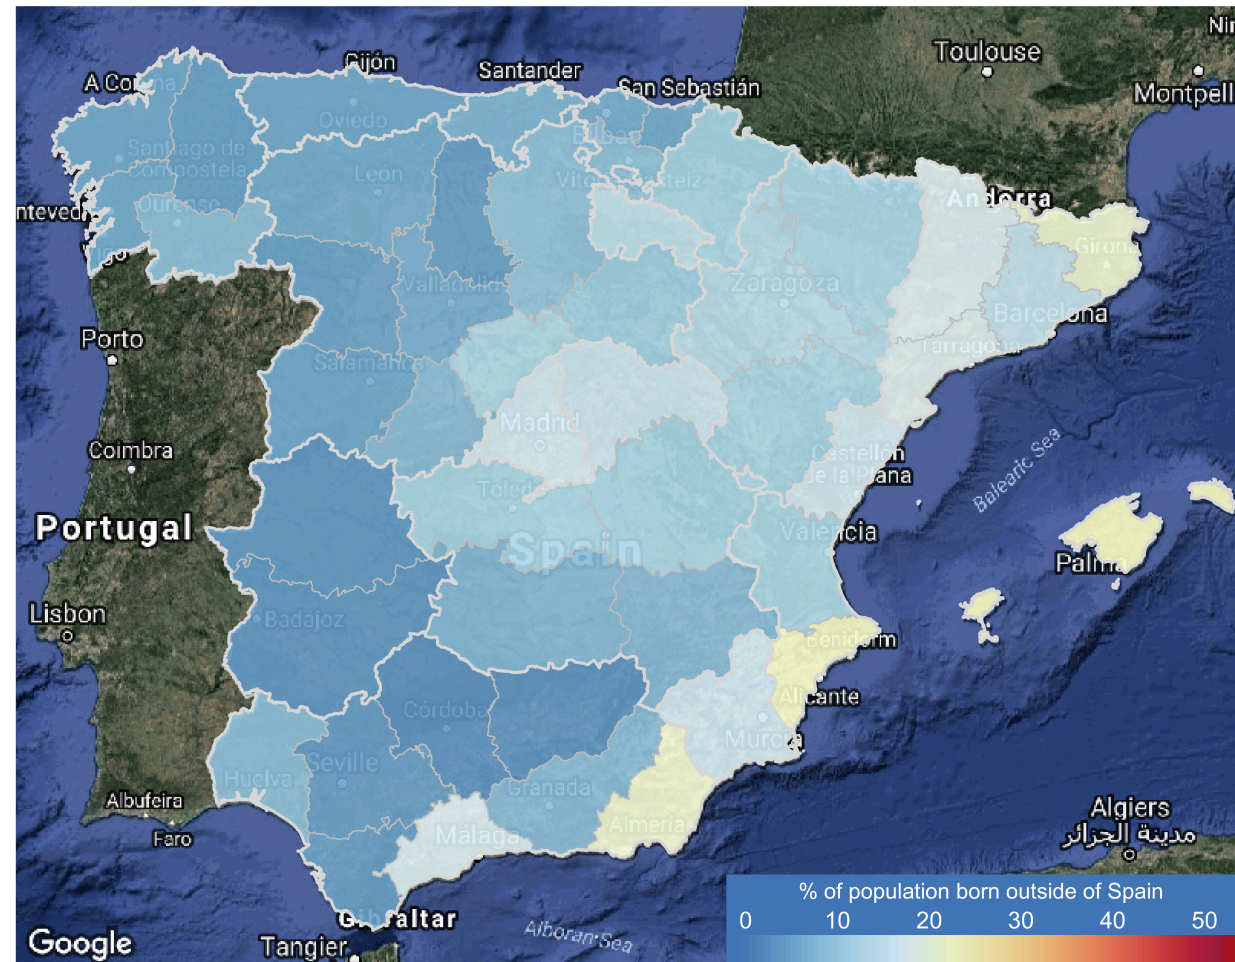 Nir
Toulouse
Montpell
Gijón
Santander
San Sebastián
A Coruña
Oviedo
Bilbao
Santiago de
Compostela
León
Vitoria-Gasteiz
Andorra
Ourense
nteved
Vigo
Girona
Valladolid
Zaragoza
Barcelona
Porto
Salamanca
Tarragona
Madrid
Coimbra
Castellón
de la Plana
Balearic Sea
Toledo
Portugal
Spain
Valencia
Palma
Lisbon
Badajoz
Benidorm
Alicante
Córdoba
Murcia
Seville
Huelva
Granada
Albufeira
Faro
Málaga
Almería
Algiers
مدينة الجزائر
Gibraltar
Tangier
Alboran Sea
Google
% of population born outside of Spain
0 10 20 30 40 50